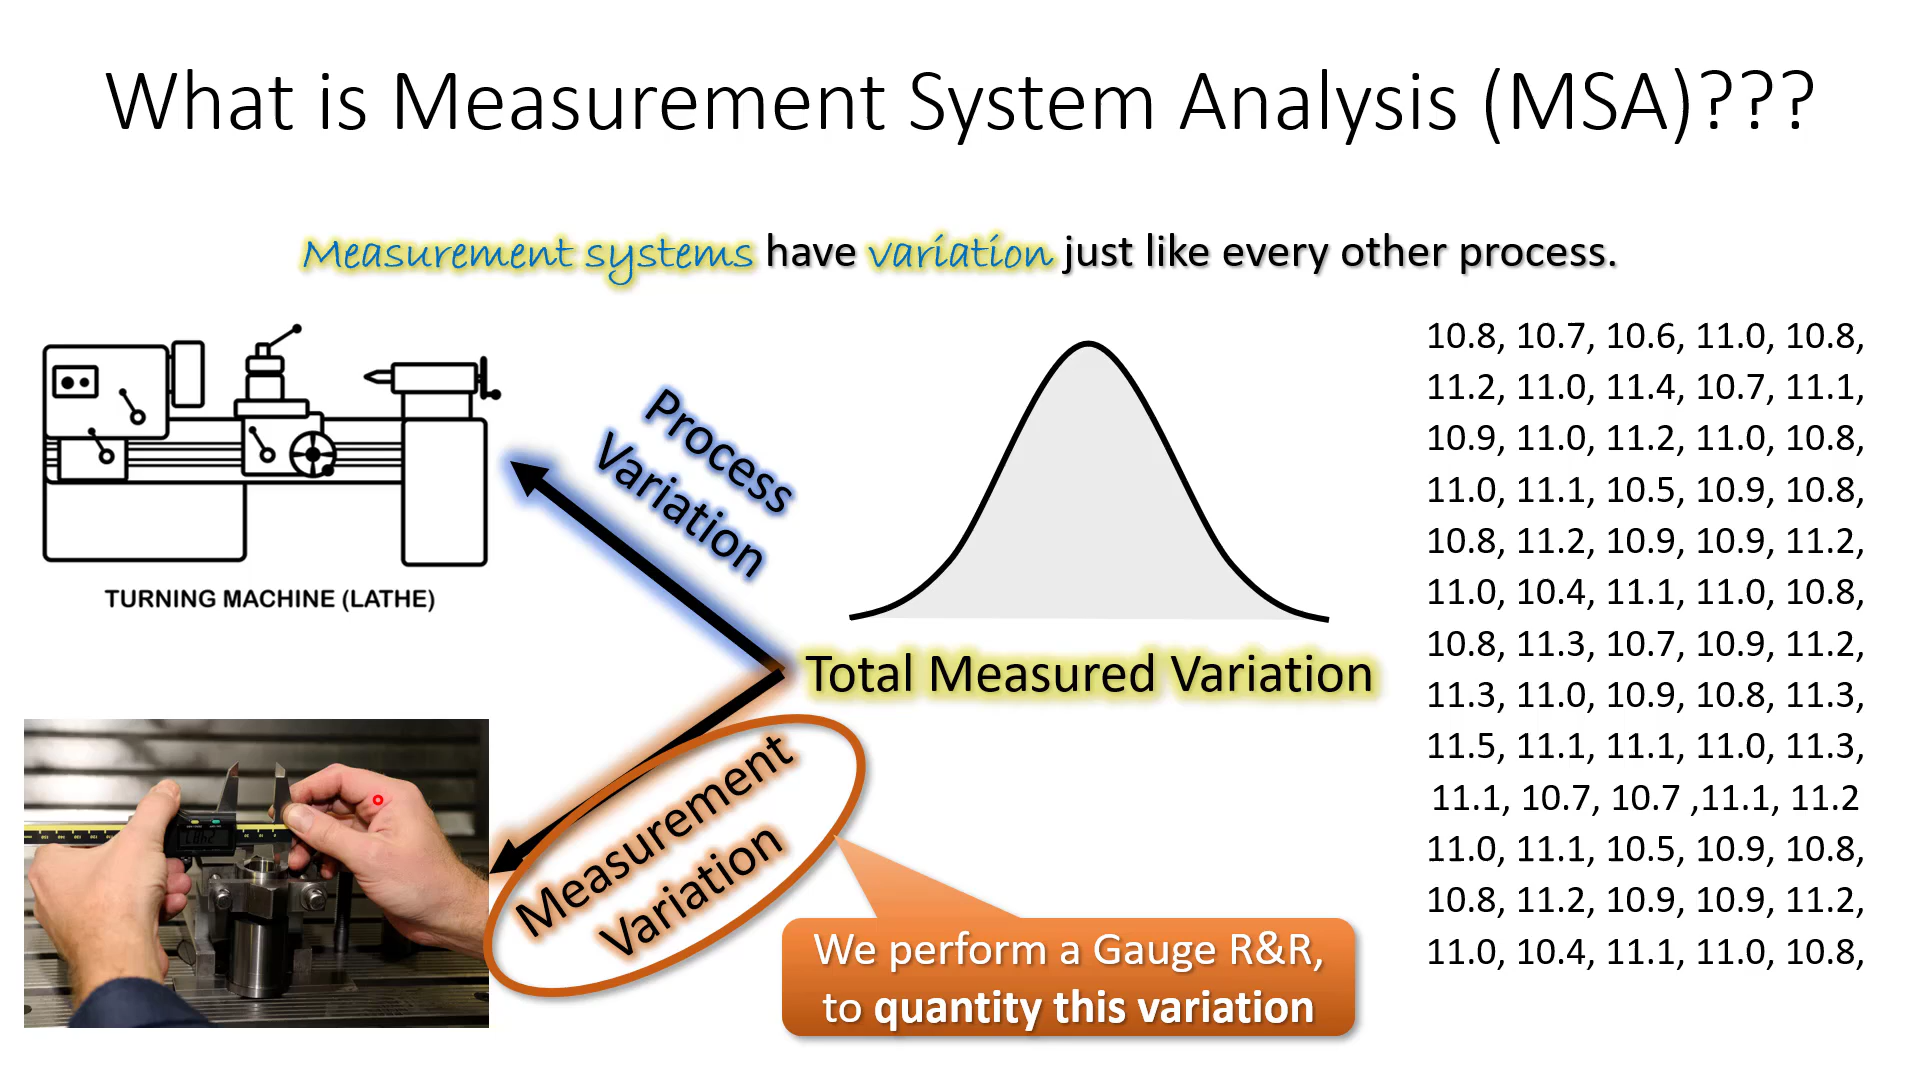 What is Measurement System Analysis (MSA)???
Measurement systems have variation just like every other process.
TURNING MACHINE (LATHE)
Process
Variation
Total Measured Variation
Measurement
Variation
We perform a Gauge R&R,
to quantity this variation
10.8, 10.7, 10.6, 11.0, 10.8,
11.2, 11.0, 11.4, 10.7, 11.1,
10.9, 11.0, 11.2, 11.0, 10.8,
11.0, 11.1, 10.5, 10.9, 10.8,
10.8, 11.2, 10.9, 10.9, 11.2,
11.0, 10.4, 11.1, 11.0, 10.8,
10.8, 11.3, 10.7, 10.9, 11.2,
11.3, 11.0, 10.9, 10.8, 11.3,
11.5, 11.1, 11.1, 11.0, 11.3,
11.1, 10.7, 10.7 ,11.1, 11.2
11.0, 11.1, 10.5, 10.9, 10.8,
10.8, 11.2, 10.9, 10.9, 11.2,
11.0, 10.4, 11.1, 11.0, 10.8,